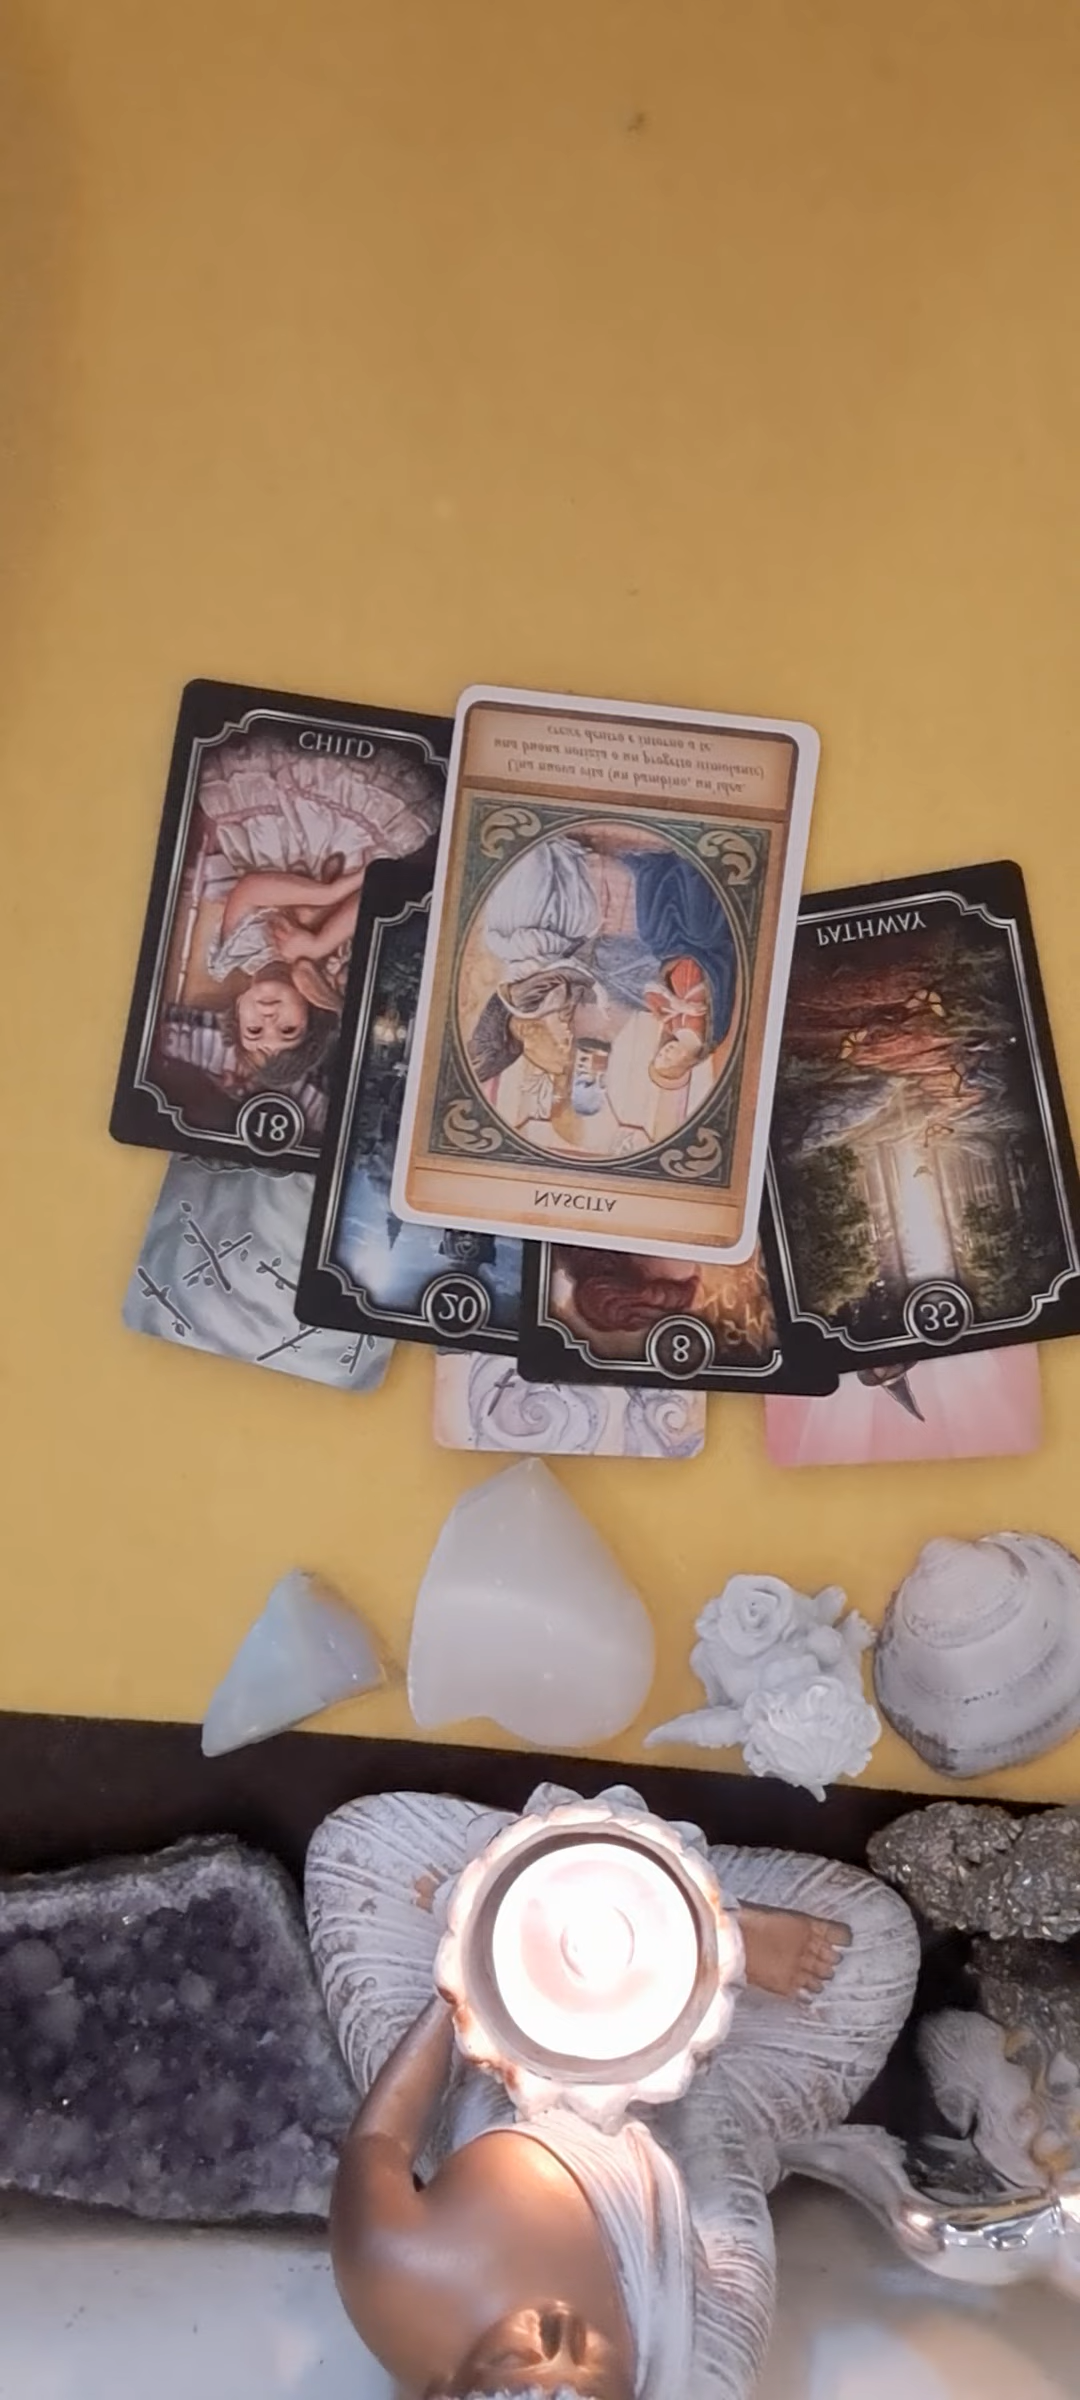 CHILD
18
20
8
PATHWAY
35
NASCITA
Una nuova vita (un bambino, un'idea,
una buona notizia o un progetto stimolante)
cresce dentro e intorno a te.